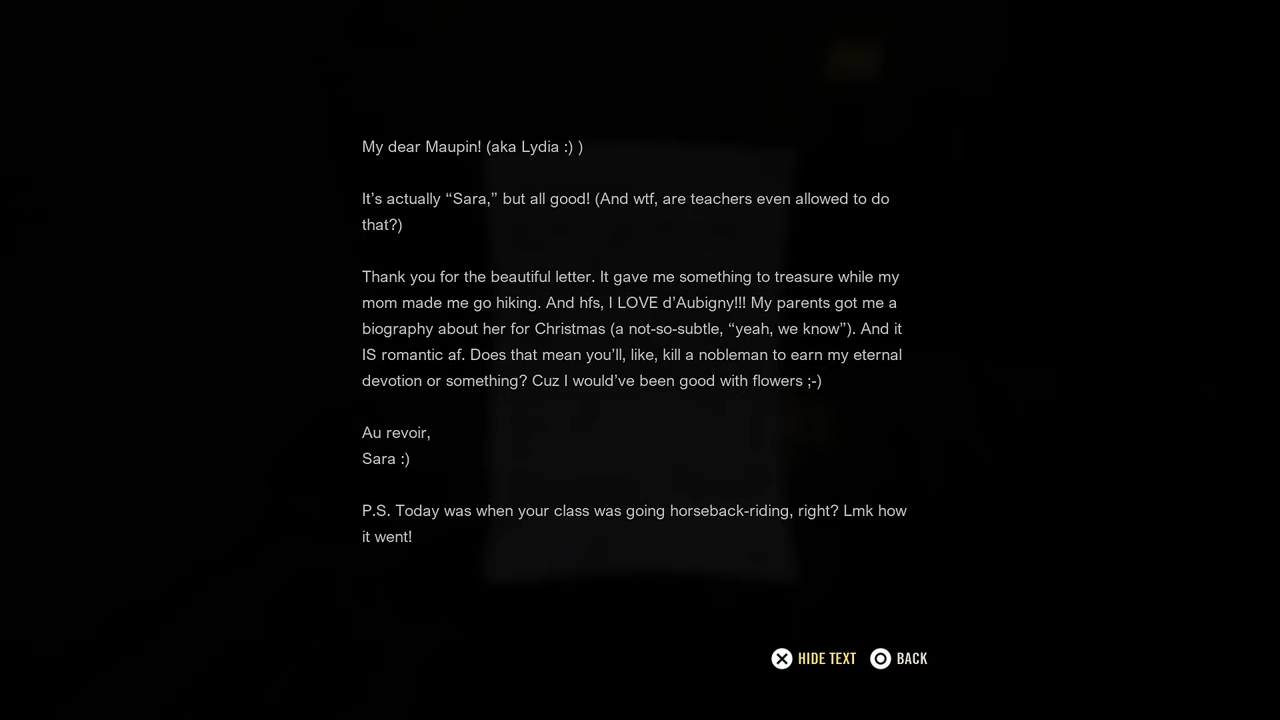 My dear Maupin! (aka Lydia :) )
It's actually “Sara,” but all good! (And wtf, are teachers even allowed to do
that?)
Thank you for the beautiful letter. It gave me something to treasure while my
mom made me go hiking. And hfs, I LOVE d’Aubigny!!! My parents got me a
biography about her for Christmas (a not-so-subtle, “yeah, we know”). And it
IS romantic af. Does that mean you’ll, like, kill a nobleman to earn my eternal
devotion or something? Cuz I would’ve been good with flowers ;-)
Au revoir,
Sara :)
P.S. Today was when your class was going horseback-riding, right? Lmk how
it went!
HIDE TEXT BACK